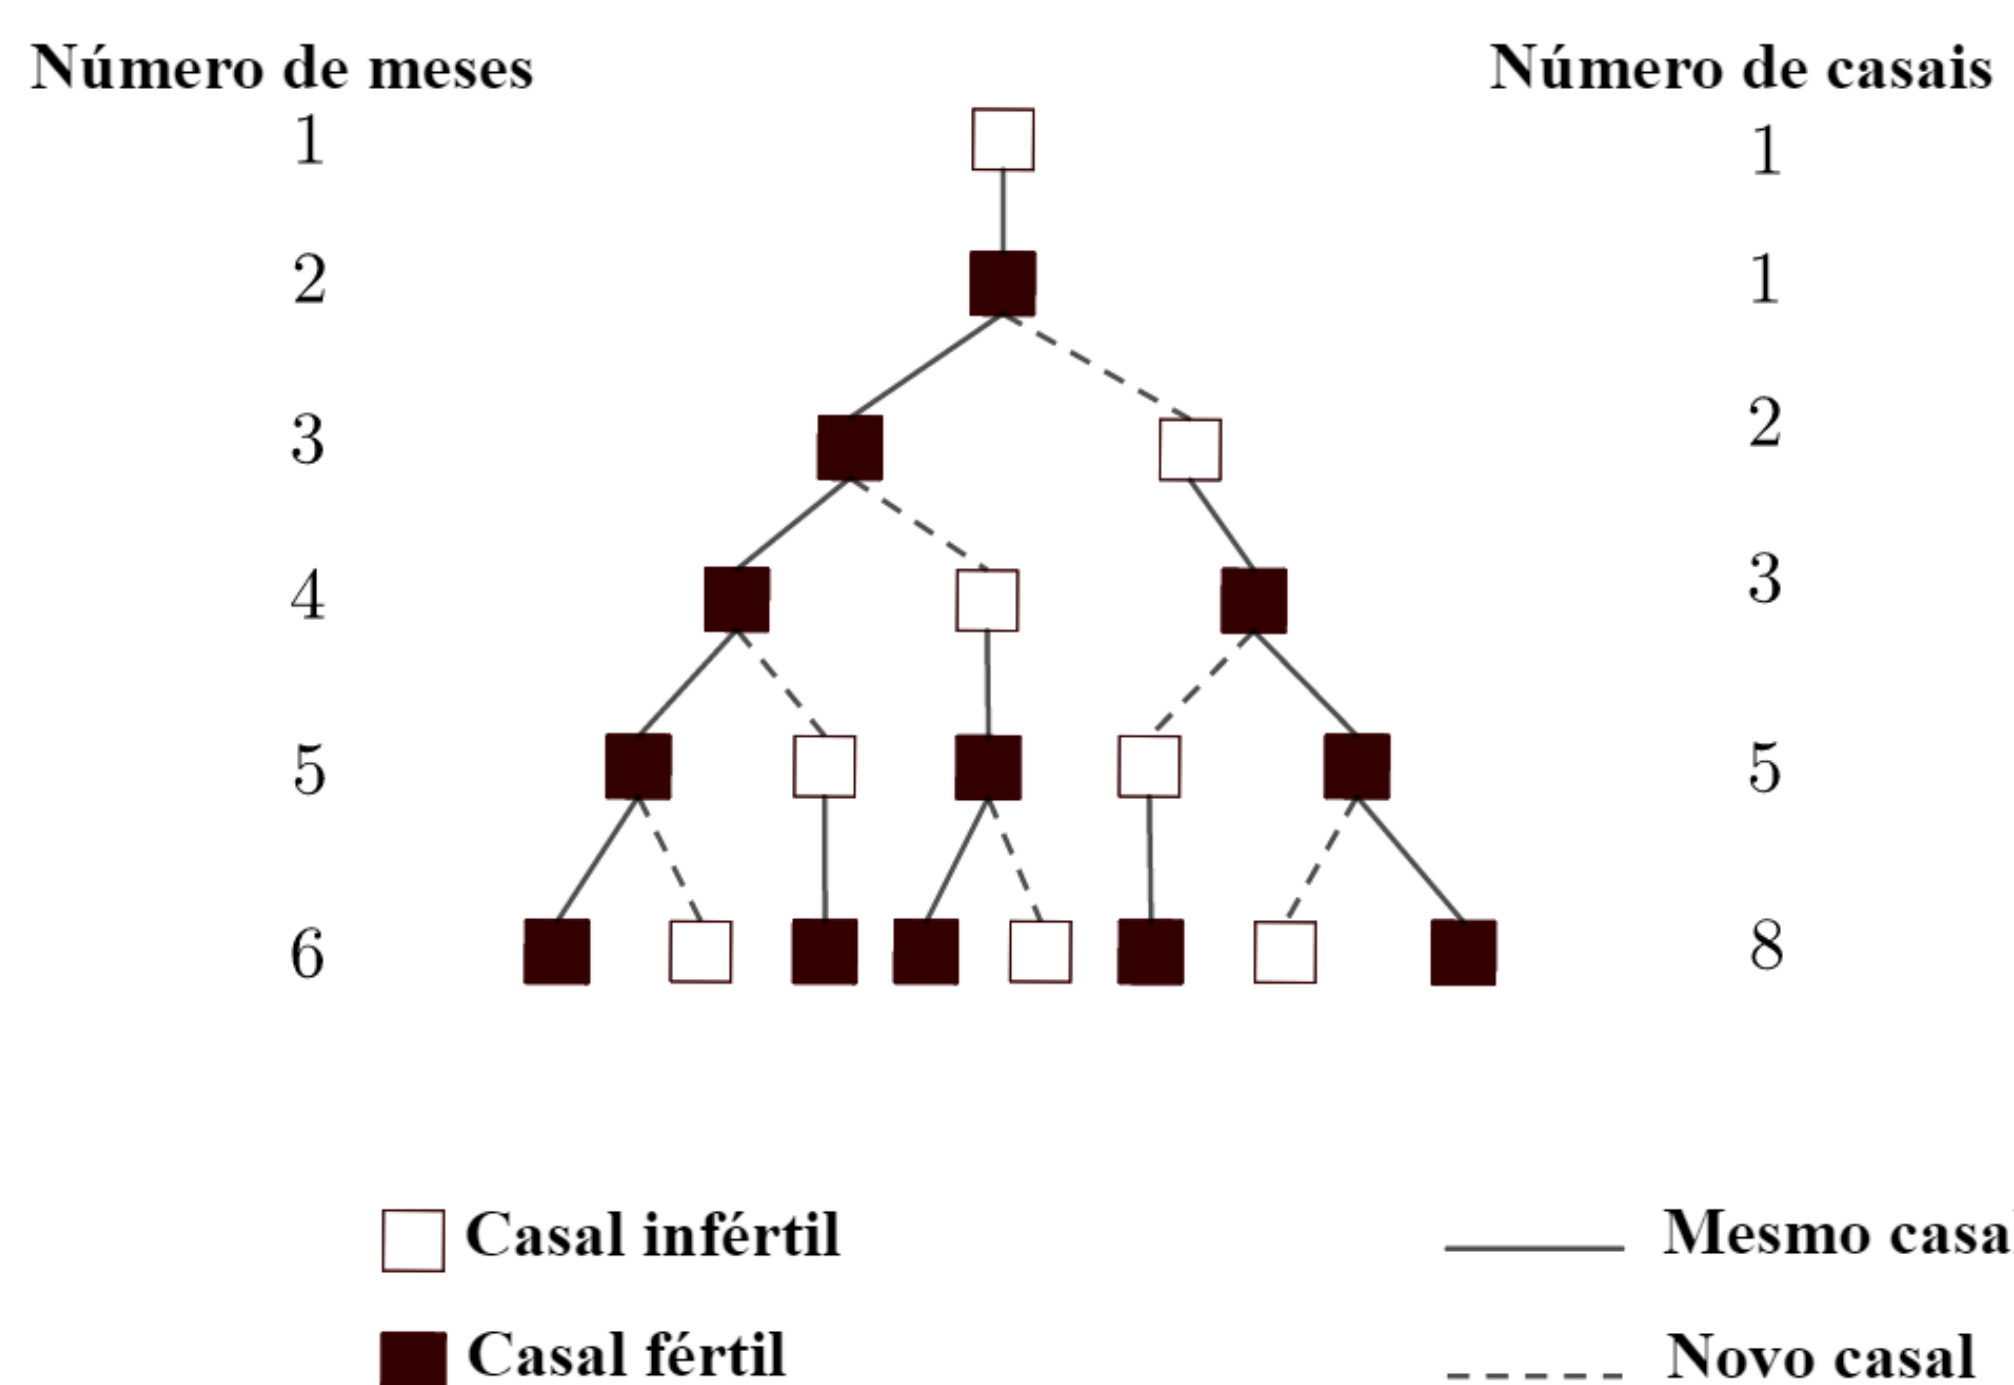 Número de meses Número de casais
1 1
2 1
3 2
4 3
5 5
6 8
Casal infértil Mesmo casal
Casal fértil Novo casal